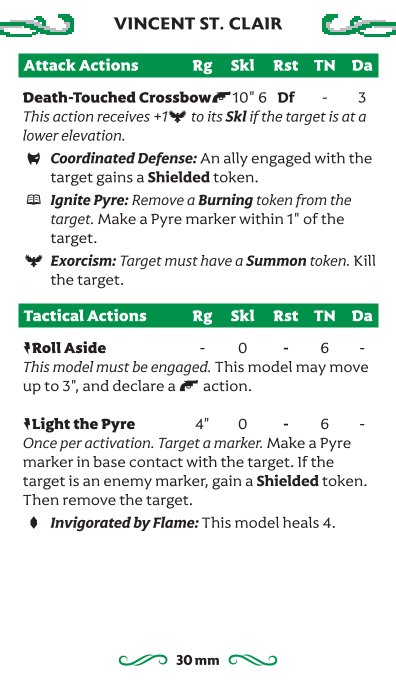 VINCENT ST. CLAIR
Attack Actions Rg Skl Rst TN Da
Death-Touched Crossbow 10" 6 Df - 3
This action receives +1 to its Skl if the target is at a
lower elevation.
Coordinated Defense: An ally engaged with the
target gains a Shielded token.
Ignite Pyre: Remove a Burning token from the
target. Make a Pyre marker within 1" of the
target.
Exorcism: Target must have a Summon token. Kill
the target.
Tactical Actions Rg Skl Rst TN Da
Roll Aside - 0 - 6 -
This model must be engaged. This model may move
up to 3", and declare a action.
Light the Pyre 4" 0 - 6 -
Once per activation. Target a marker. Make a Pyre
marker in base contact with the target. If the
target is an enemy marker, gain a Shielded token.
Then remove the target.
Invigorated by Flame: This model heals 4.
30 mm